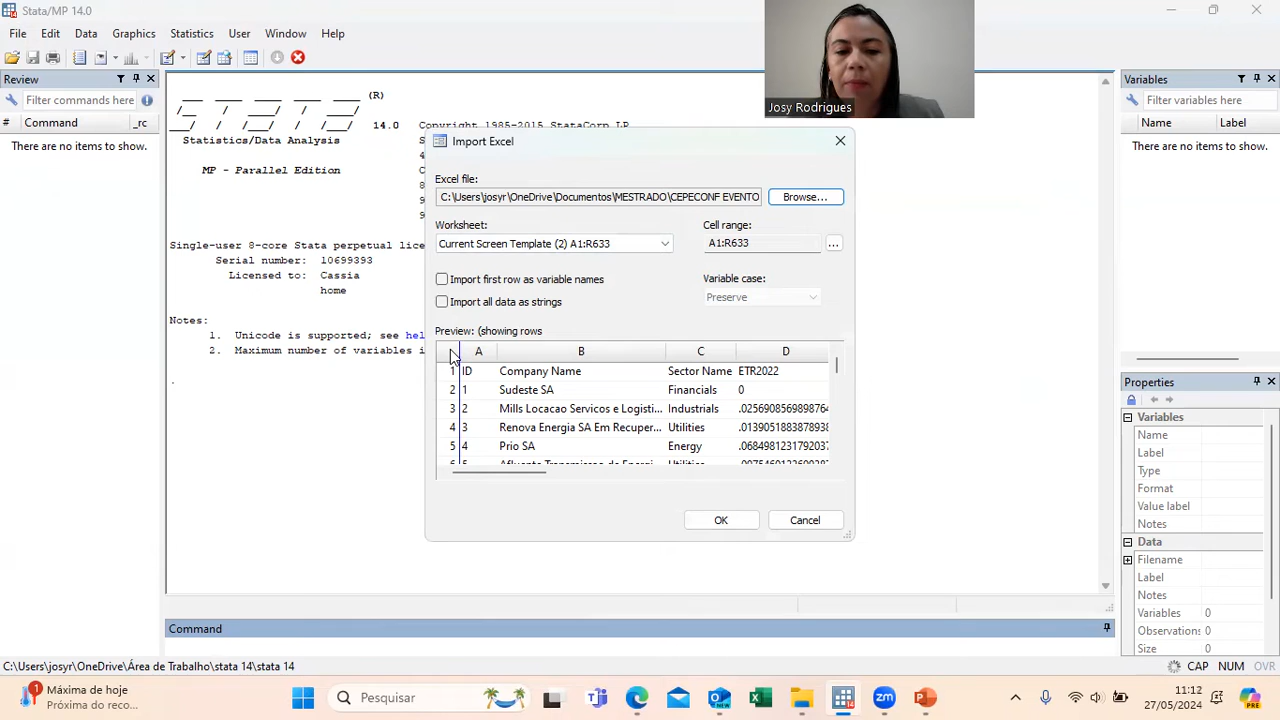 Stata/MP 14.0
File Edit Data Graphics Statistics User Window Help
Review
Filter commands here
# Command _rc
There are no items to show.
(R)
14.0 Copyright 1985-2015 StataCorp LP
Statistics/Data Analysis
MP - Parallel Edition
Single-user 8-core Stata perpetual lice
Serial number: 10699393
Licensed to: Cassia
home
Notes:
1. Unicode is supported; see hel
2. Maximum number of variables i
.
Josy Rodrigues
Import Excel
Excel file:
C:\Users\josyr\OneDrive\Documentos\MESTRADO\CEPECONF EVENTO
Browse...
Worksheet:
Cell range:
Current Screen Template (2) A1:R633
A1:R633
...
Import first row as variable names
Variable case:
Import all data as strings
Preserve
Preview: (showing rows
A B C D
1 ID Company Name Sector Name ETR2022
2 1 Sudeste SA Financials 0
3 2 Mills Locacao Servicos e Logisti... Industrials .025690856989876
4 3 Renova Energia SA Em Recuper... Utilities .013905188387893
5 4 Prio SA Energy .068498123179203
OK Cancel
Variables
Filter variables here
Name Label
There are no items to show.
Properties
Variables
Name
Label
Type
Format
Value label
Notes
Data
Filename
Label
Notes
Variables 0
Observations 0
Size 0
Command
C:\Users\josyr\OneDrive\Área de Trabalho\stata 14\stata 14
CAP NUM OVR
1
Máxima de hoje
Próxima do reco...
Pesquisar
11:12
27/05/2024